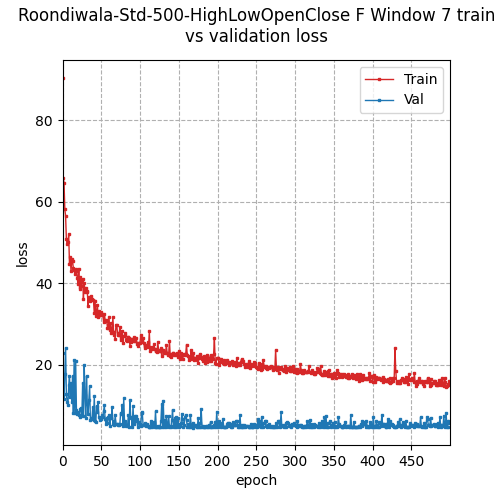 Roondiwala-Std-500-HighLowOpenClose F Window 7 train
vs validation loss
Train
Val
80
60
40
20
loss
0 50 100 150 200 250 300 350 400 450
epoch